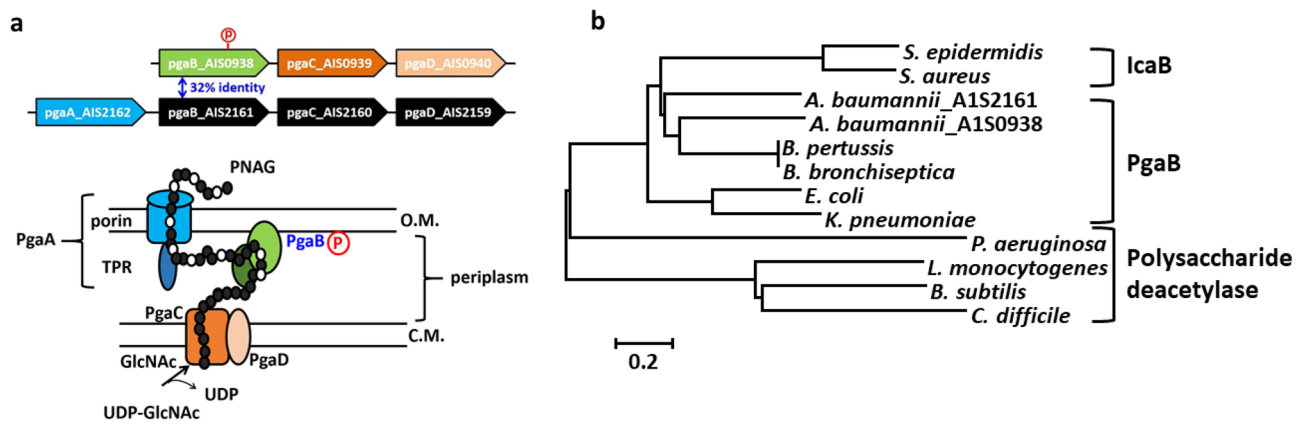 a
P
pgaB_AIS0938 pgaC_AIS0939 pgaD_AIS0940
32% identity
pgaA_AIS2162 pgaB_AIS2161 pgaC_AIS2160 pgaD_AIS2159
PNAG
porin
O.M.
PgaA
PgaB P
TPR
periplasm
PgaC
C.M.
GlcNAc
PgaD
UDP
UDP-GlcNAc
b
S. epidermidis
S. aureus
IcaB
A. baumannii_A1S2161
A. baumannii_A1S0938
B. pertussis
B. bronchiseptica
E. coli
K. pneumoniae
PgaB
P. aeruginosa
L. monocytogenes
B. subtilis
C. difficile
Polysaccharide
deacetylase
0.2